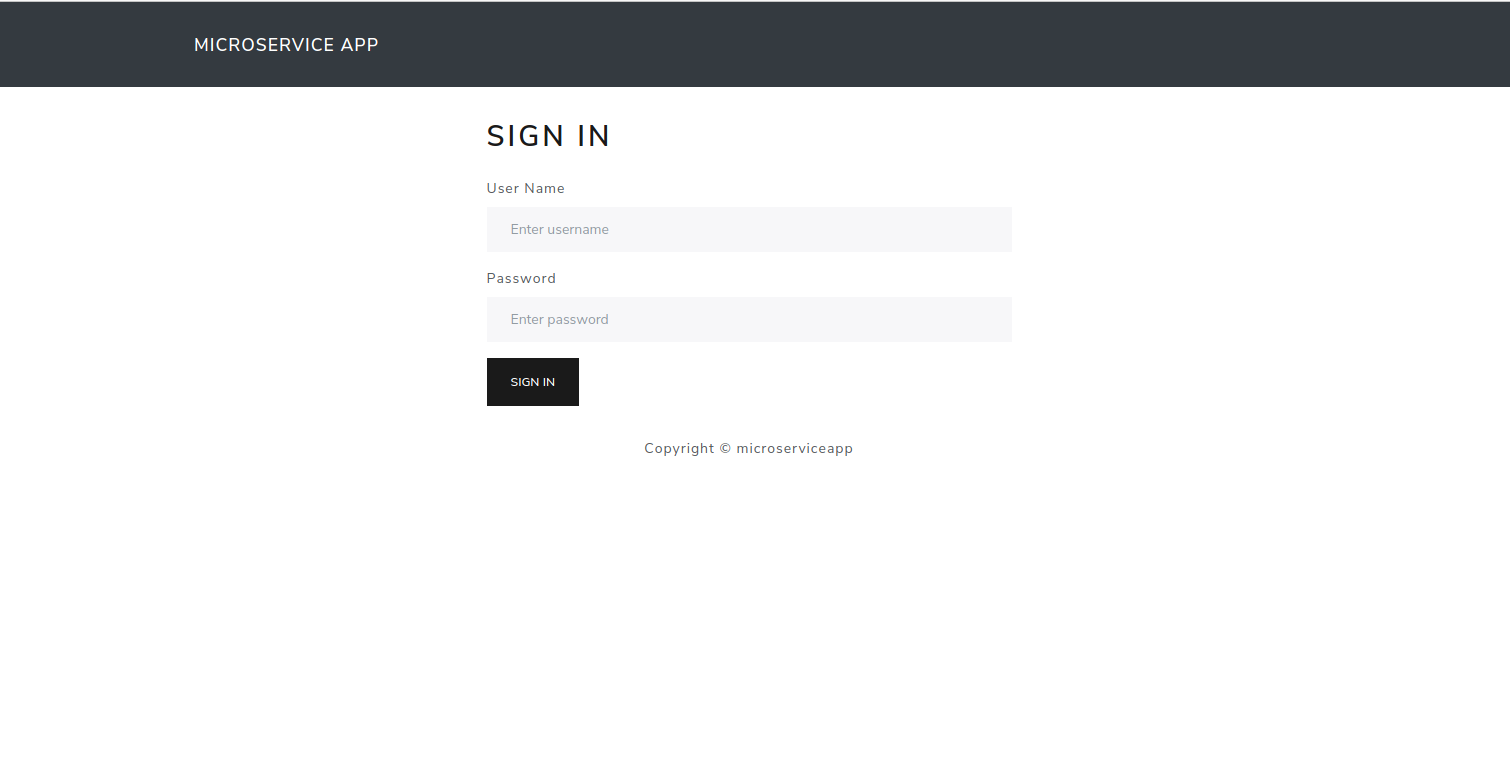 MICROSERVICE APP
SIGN IN
User Name
Enter username
Password
Enter password
SIGN IN
Copyright © microserviceapp